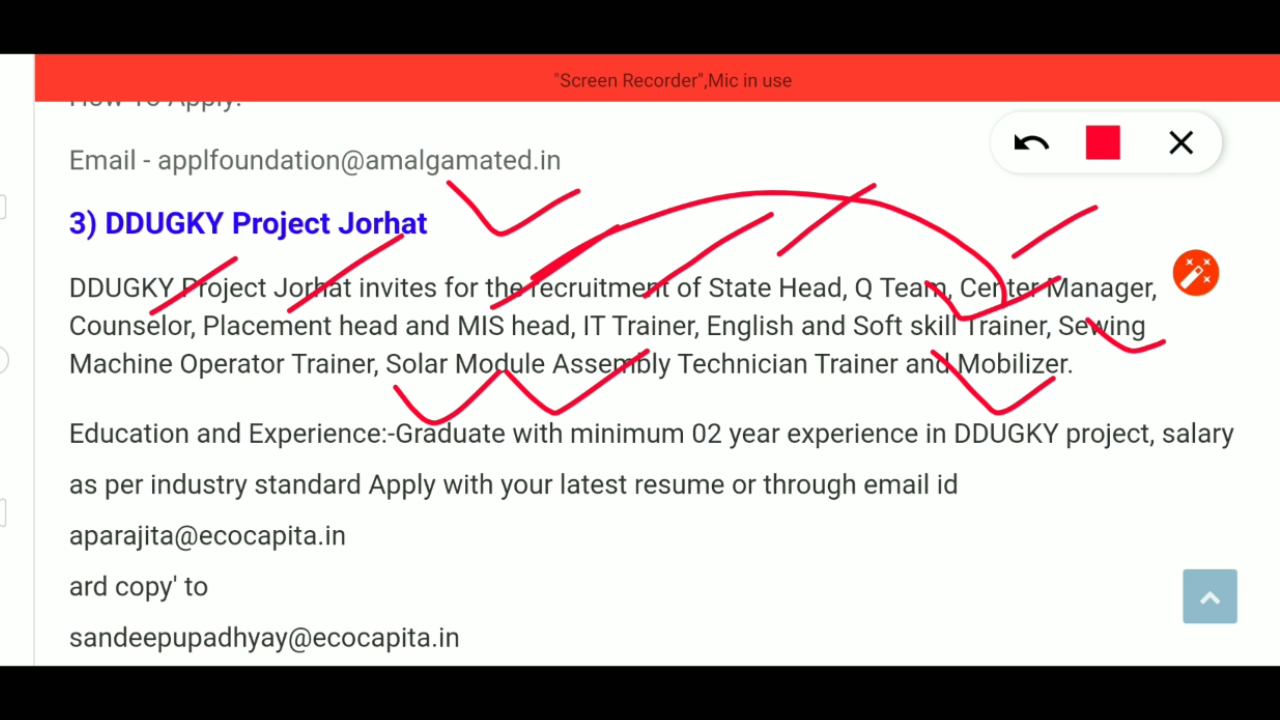 "Screen Recorder",Mic in use
How To Apply:
Email - applfoundation@amalgamated.in
3) DDUGKY Project Jorhat
DDUGKY Project Jorhat invites for the recruitment of State Head, Q Team, Center Manager,
Counselor, Placement head and MIS head, IT Trainer, English and Soft skill Trainer, Sewing
Machine Operator Trainer, Solar Module Assembly Technician Trainer and Mobilizer.
Education and Experience:-Graduate with minimum 02 year experience in DDUGKY project, salary
as per industry standard Apply with your latest resume or through email id
aparajita@ecocapita.in
ard copy' to
sandeepupadhyay@ecocapita.in